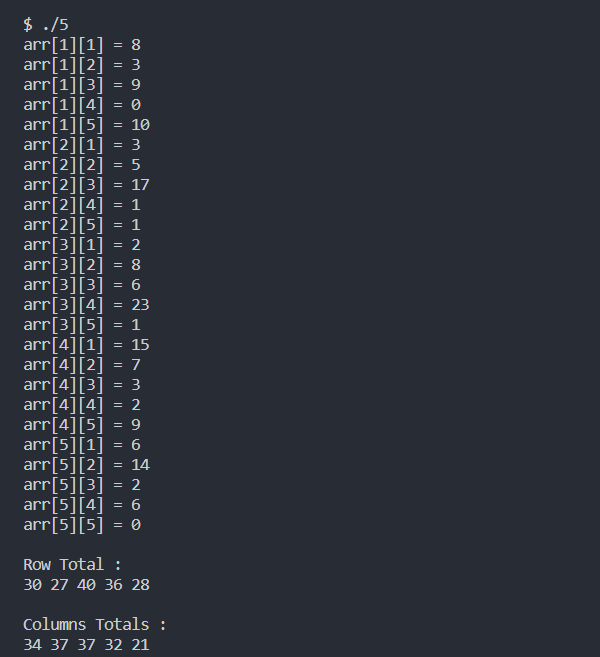 $ ./5
arr[1][1] = 8
arr[1][2] = 3
arr[1][3] = 9
arr[1][4] = 0
arr[1][5] = 10
arr[2][1] = 3
arr[2][2] = 5
arr[2][3] = 17
arr[2][4] = 1
arr[2][5] = 1
arr[3][1] = 2
arr[3][2] = 8
arr[3][3] = 6
arr[3][4] = 23
arr[3][5] = 1
arr[4][1] = 15
arr[4][2] = 7
arr[4][3] = 3
arr[4][4] = 2
arr[4][5] = 9
arr[5][1] = 6
arr[5][2] = 14
arr[5][3] = 2
arr[5][4] = 6
arr[5][5] = 0
Row Total :
30 27 40 36 28
Columns Totals :
34 37 37 32 21